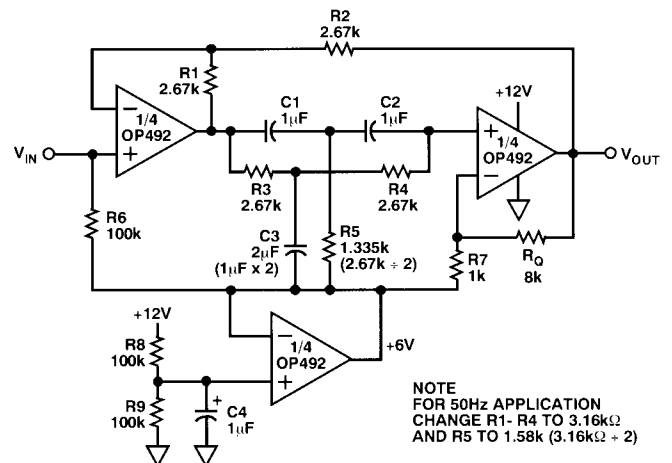 R2
2.67k
R1
2.67k
C1
1µF
C2
1µF
+12V
−
1/4
OP492
+
+
1/4
OP492
−
VIN
VOUT
R3
2.67k
R4
2.67k
R6
100k
C3
2µF
(1µF x 2)
R5
1.335k
(2.67k ÷ 2)
R7
1k
RQ
8k
+12V
R8
100k
−
1/4
OP492
+
+6V
R9
100k
+
C4
1µF
NOTE
FOR 50Hz APPLICATION
CHANGE R1- R4 TO 3.16kΩ
AND R5 TO 1.58k (3.16kΩ ÷ 2)